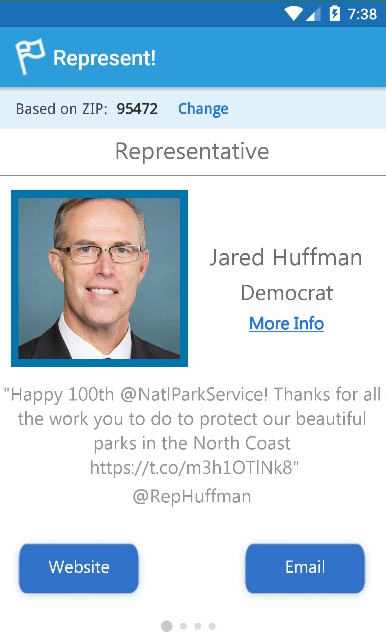 7:38
Represent!
Based on ZIP: 95472 Change
Representative
Jared Huffman
Democrat
More Info
"Happy 100th @NatlParkService! Thanks for all
the work you to do to protect our beautiful
parks in the North Coast
https://t.co/m3h1OTlNk8"
@RepHuffman
Website Email